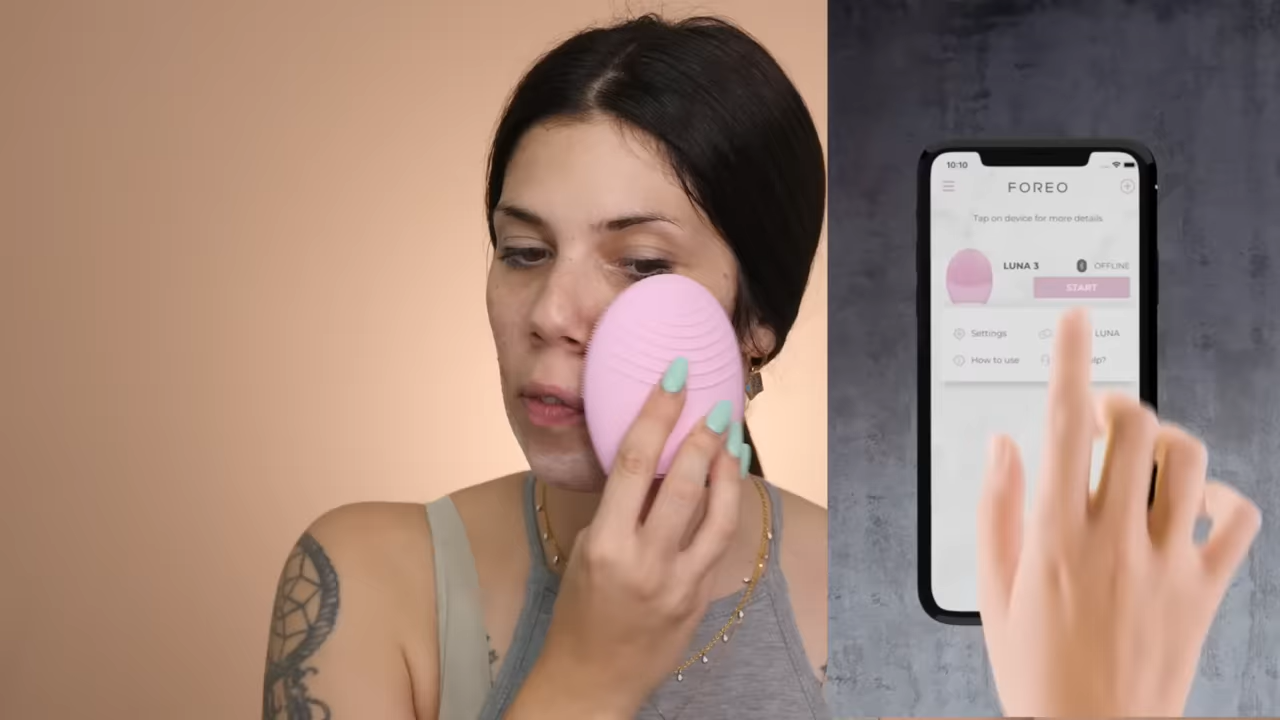 10:10
FOREO
Tap on device for more details.
LUNA 3
OFFLINE
START
Settings
LUNA
How to use